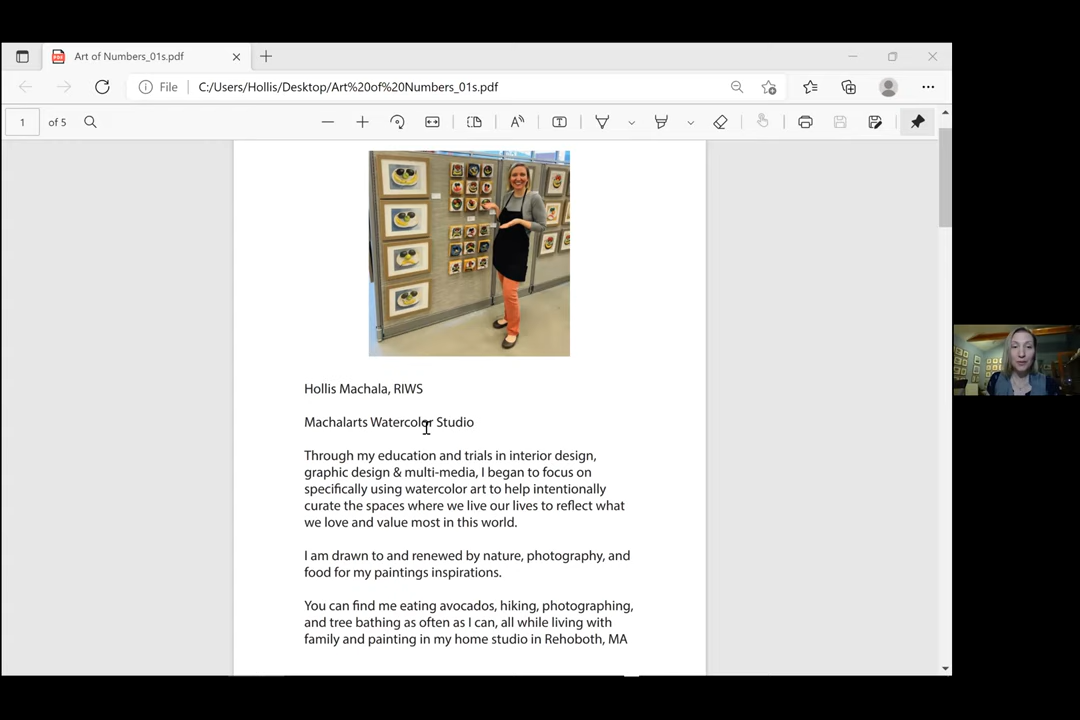 Art of Numbers_01s.pdf
File
C:/Users/Hollis/Desktop/Art%20of%20Numbers_01s.pdf
1 of 5
Hollis Machala, RIWS
Machalarts Watercolor Studio
Through my education and trials in interior design,
graphic design & multi-media, I began to focus on
specifically using watercolor art to help intentionally
curate the spaces where we live our lives to reflect what
we love and value most in this world.
I am drawn to and renewed by nature, photography, and
food for my paintings inspirations.
You can find me eating avocados, hiking, photographing,
and tree bathing as often as I can, all while living with
family and painting in my home studio in Rehoboth, MA